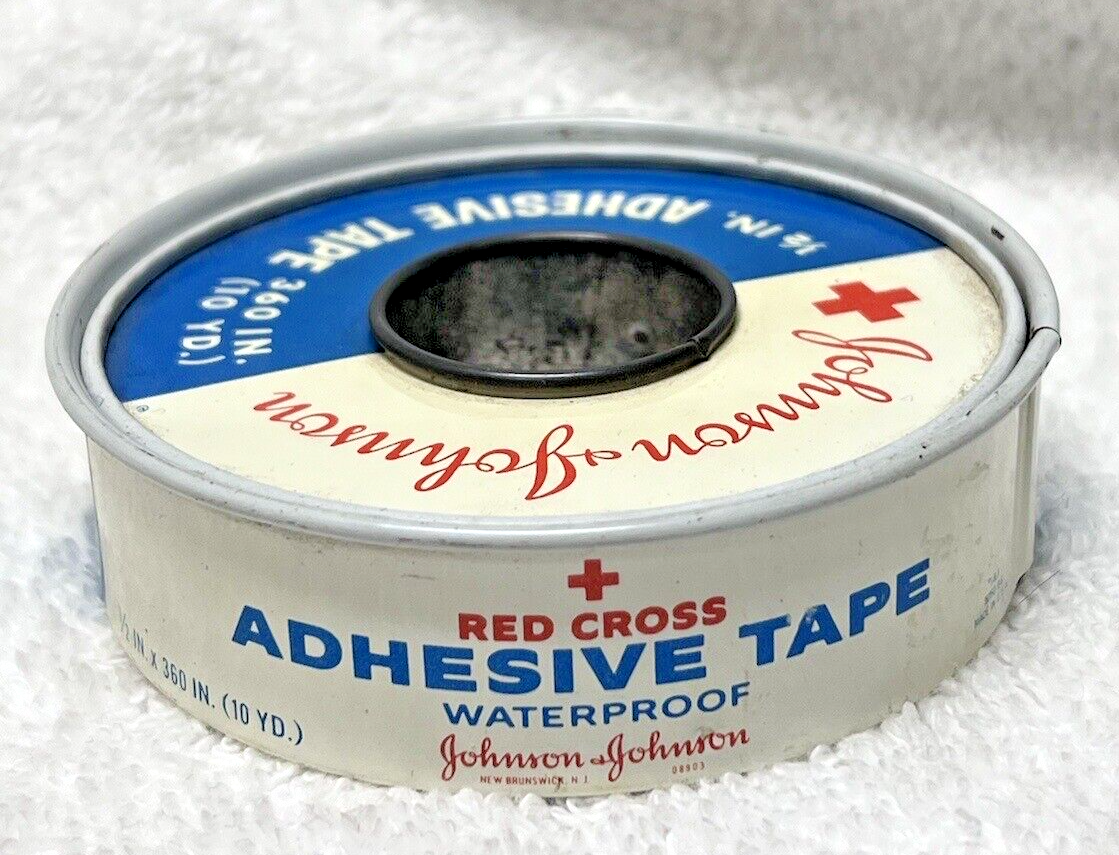 ½ IN. ADHESIVE TAPE 360 IN.
(10 YD.)
Johnson & Johnson
RED CROSS
ADHESIVE TAPE
WATERPROOF
Johnson & Johnson
NEW BRUNSWICK, N.J. 08903
½ IN. X 360 IN. (10 YD.)